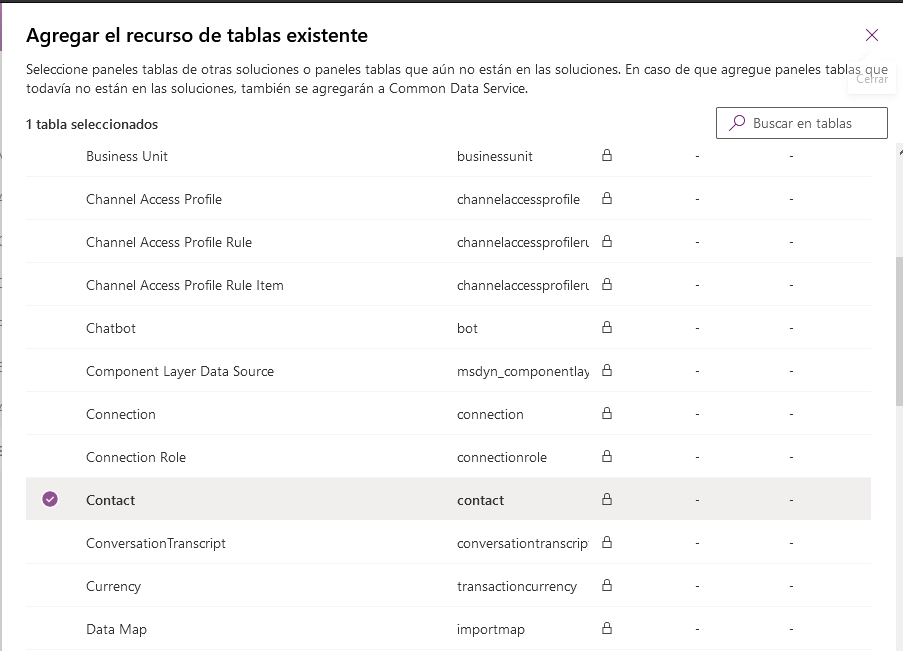 Agregar el recurso de tablas existente
Seleccione paneles tablas de otras soluciones o paneles tablas que aún no están en las soluciones. En caso de que agregue paneles tablas que
todavía no están en las soluciones, también se agregarán a Common Data Service.
Cerrar
1 tabla seleccionados
Buscar en tablas
Business Unit businessunit - -
Channel Access Profile channelaccessprofile - -
Channel Access Profile Rule channelaccessprofileru - -
Channel Access Profile Rule Item channelaccessprofileru - -
Chatbot bot - -
Component Layer Data Source msdyn_componentlay - -
Connection connection - -
Connection Role connectionrole - -
Contact contact - -
ConversationTranscript conversationtranscrip - -
Currency transactioncurrency - -
Data Map importmap - -